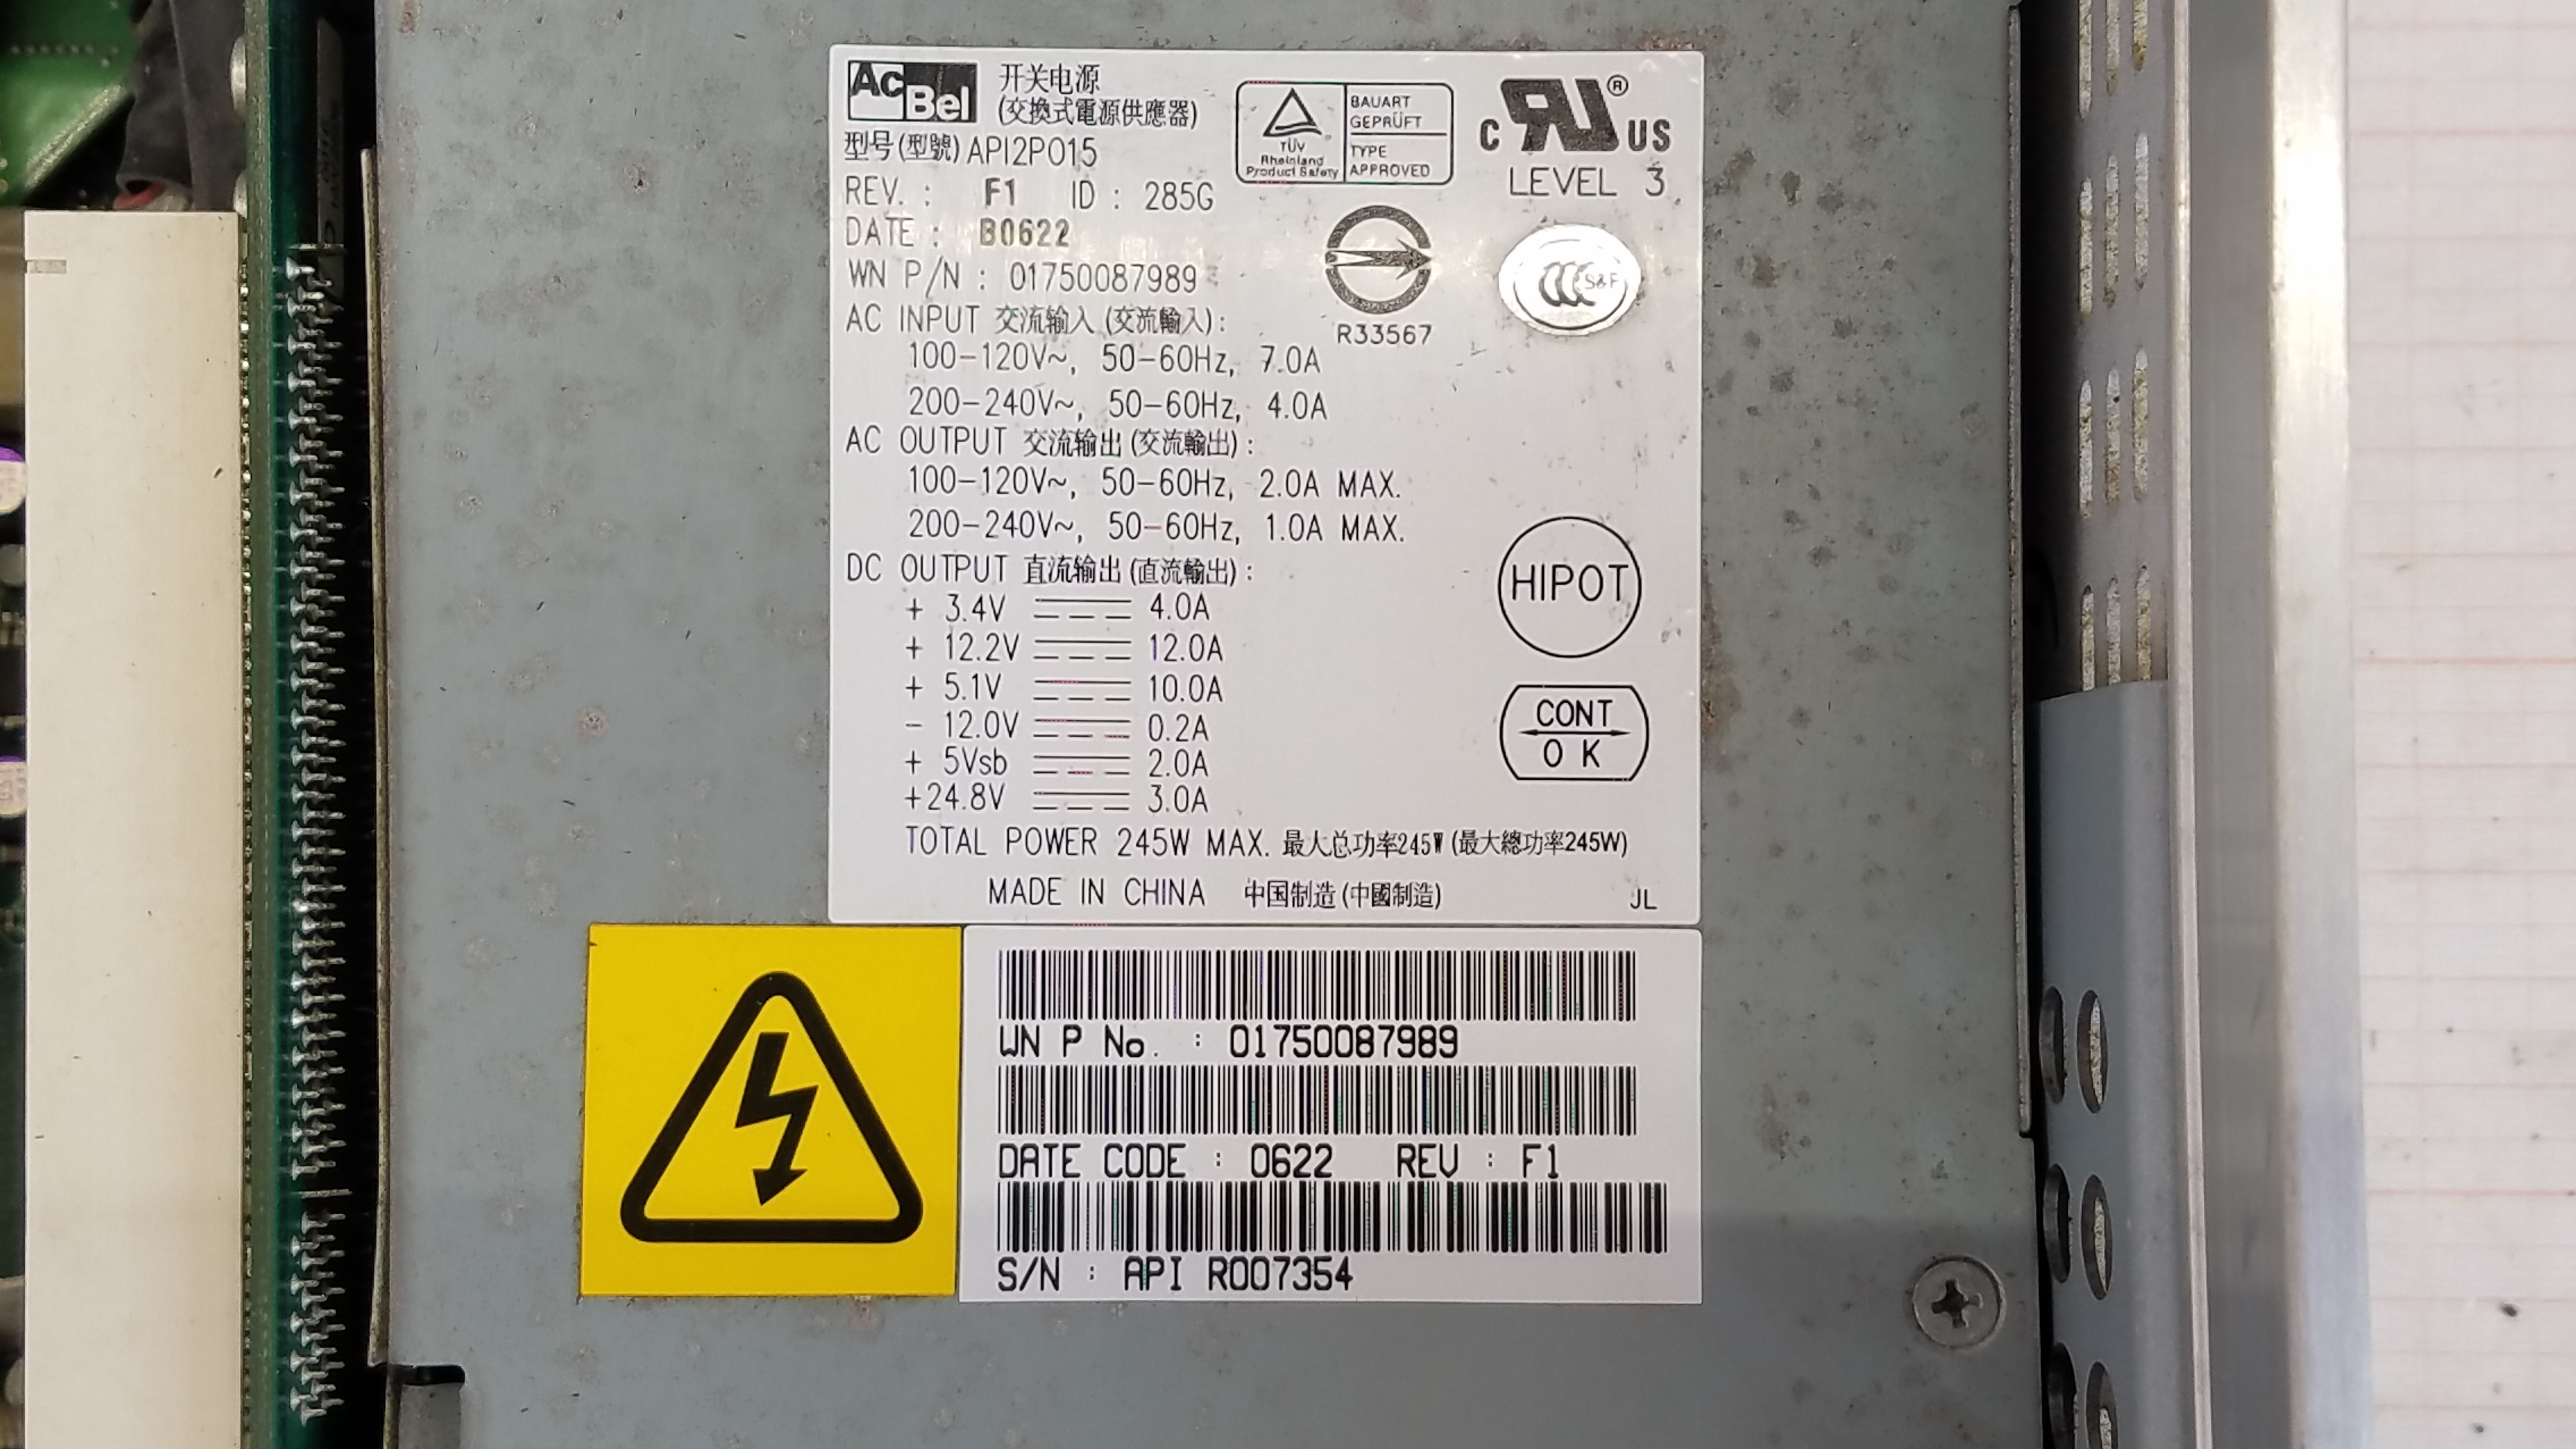 AcBel 开关电源
(交換式電源供應器)
型号(型號) API2PO15
REV. : F1 ID : 285G
DATE : B0622
WN P/N : 01750087989
AC INPUT 交流输入 (交流輸入) :
100-120V~, 50-60Hz, 7.0A
200-240V~, 50-60Hz, 4.0A
AC OUTPUT 交流输出 (交流輸出) :
100-120V~, 50-60Hz, 2.0A MAX.
200-240V~, 50-60Hz, 1.0A MAX.
DC OUTPUT 直流输出 (直流輸出) :
+ 3.4V 4.0A
+ 12.2V 12.0A
+ 5.1V 10.0A
- 12.0V 0.2A
+ 5Vsb 2.0A
+24.8V 3.0A
TOTAL POWER 245W MAX. 最人总功率245W (最大總功率245W)
MADE IN CHINA 中国制造 (中國制造)
JL
TÜV
Rheinland
Product Safety
BAUART
GEPRÜFT
TYPE
APPROVED
C RU US ®
LEVEL 3
R33567
CCC S&F
HIPOT
CONT
O K
WN P No. : 01750087989
DATE CODE : 0622 REV : F1
S/N : API R007354